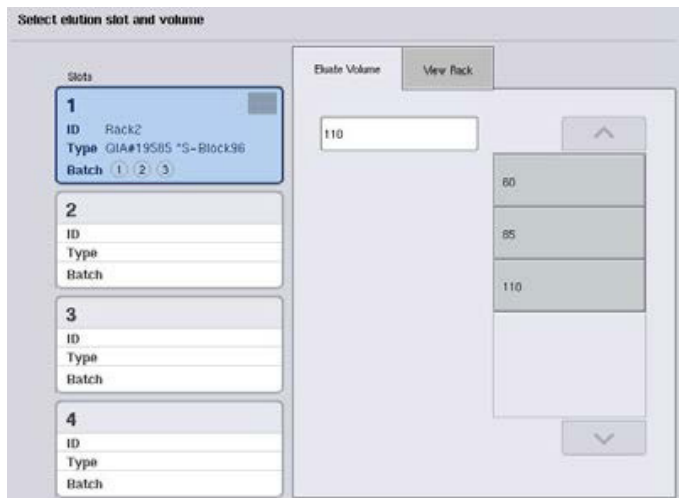 Select elution slot and volume
Slots
1
ID Rack2
Type QIA#19585 *S-Block96
Batch 1 2 3
2
ID
Type
Batch
3
ID
Type
Batch
4
ID
Type
Batch
Eluate Volume
View Rack
110
60
85
110